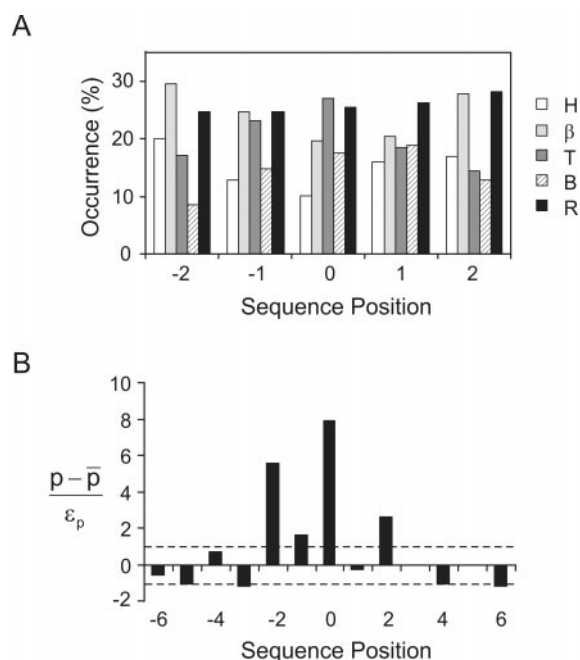 A
Occurrence (%)
30
20
10
0
-2 -1 0 1 2
Sequence Position
H
β
T
B
R
B
p – p̅
εp
10
8
6
4
2
0
-2
-6 -4 -2 0 2 4 6
Sequence Position